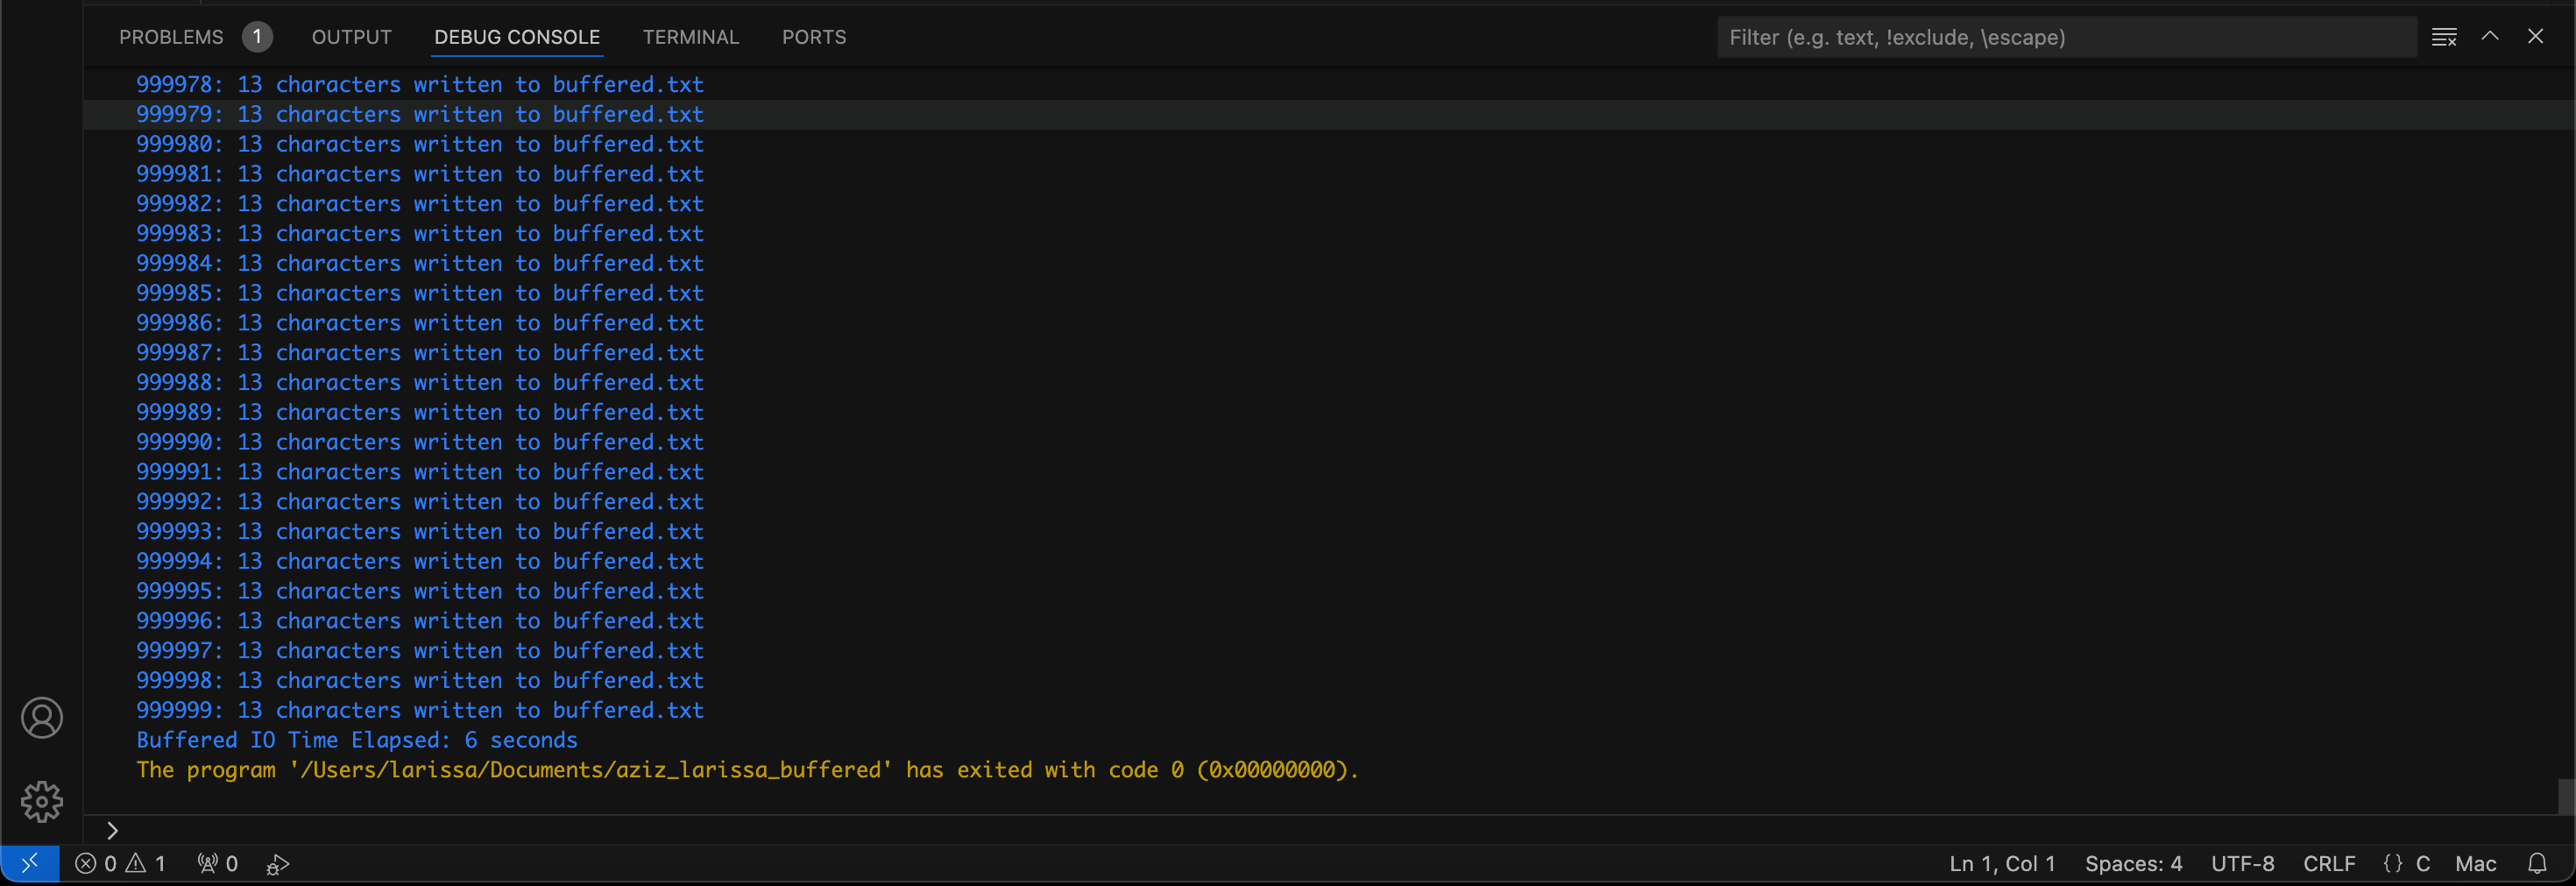 PROBLEMS 1 OUTPUT DEBUG CONSOLE TERMINAL PORTS Filter (e.g. text, !exclude, \escape)
999978: 13 characters written to buffered.txt
999979: 13 characters written to buffered.txt
999980: 13 characters written to buffered.txt
999981: 13 characters written to buffered.txt
999982: 13 characters written to buffered.txt
999983: 13 characters written to buffered.txt
999984: 13 characters written to buffered.txt
999985: 13 characters written to buffered.txt
999986: 13 characters written to buffered.txt
999987: 13 characters written to buffered.txt
999988: 13 characters written to buffered.txt
999989: 13 characters written to buffered.txt
999990: 13 characters written to buffered.txt
999991: 13 characters written to buffered.txt
999992: 13 characters written to buffered.txt
999993: 13 characters written to buffered.txt
999994: 13 characters written to buffered.txt
999995: 13 characters written to buffered.txt
999996: 13 characters written to buffered.txt
999997: 13 characters written to buffered.txt
999998: 13 characters written to buffered.txt
999999: 13 characters written to buffered.txt
Buffered IO Time Elapsed: 6 seconds
The program '/Users/larissa/Documents/aziz_larissa_buffered' has exited with code 0 (0x00000000).
0 1 0 Ln 1, Col 1 Spaces: 4 UTF-8 CRLF {} C Mac